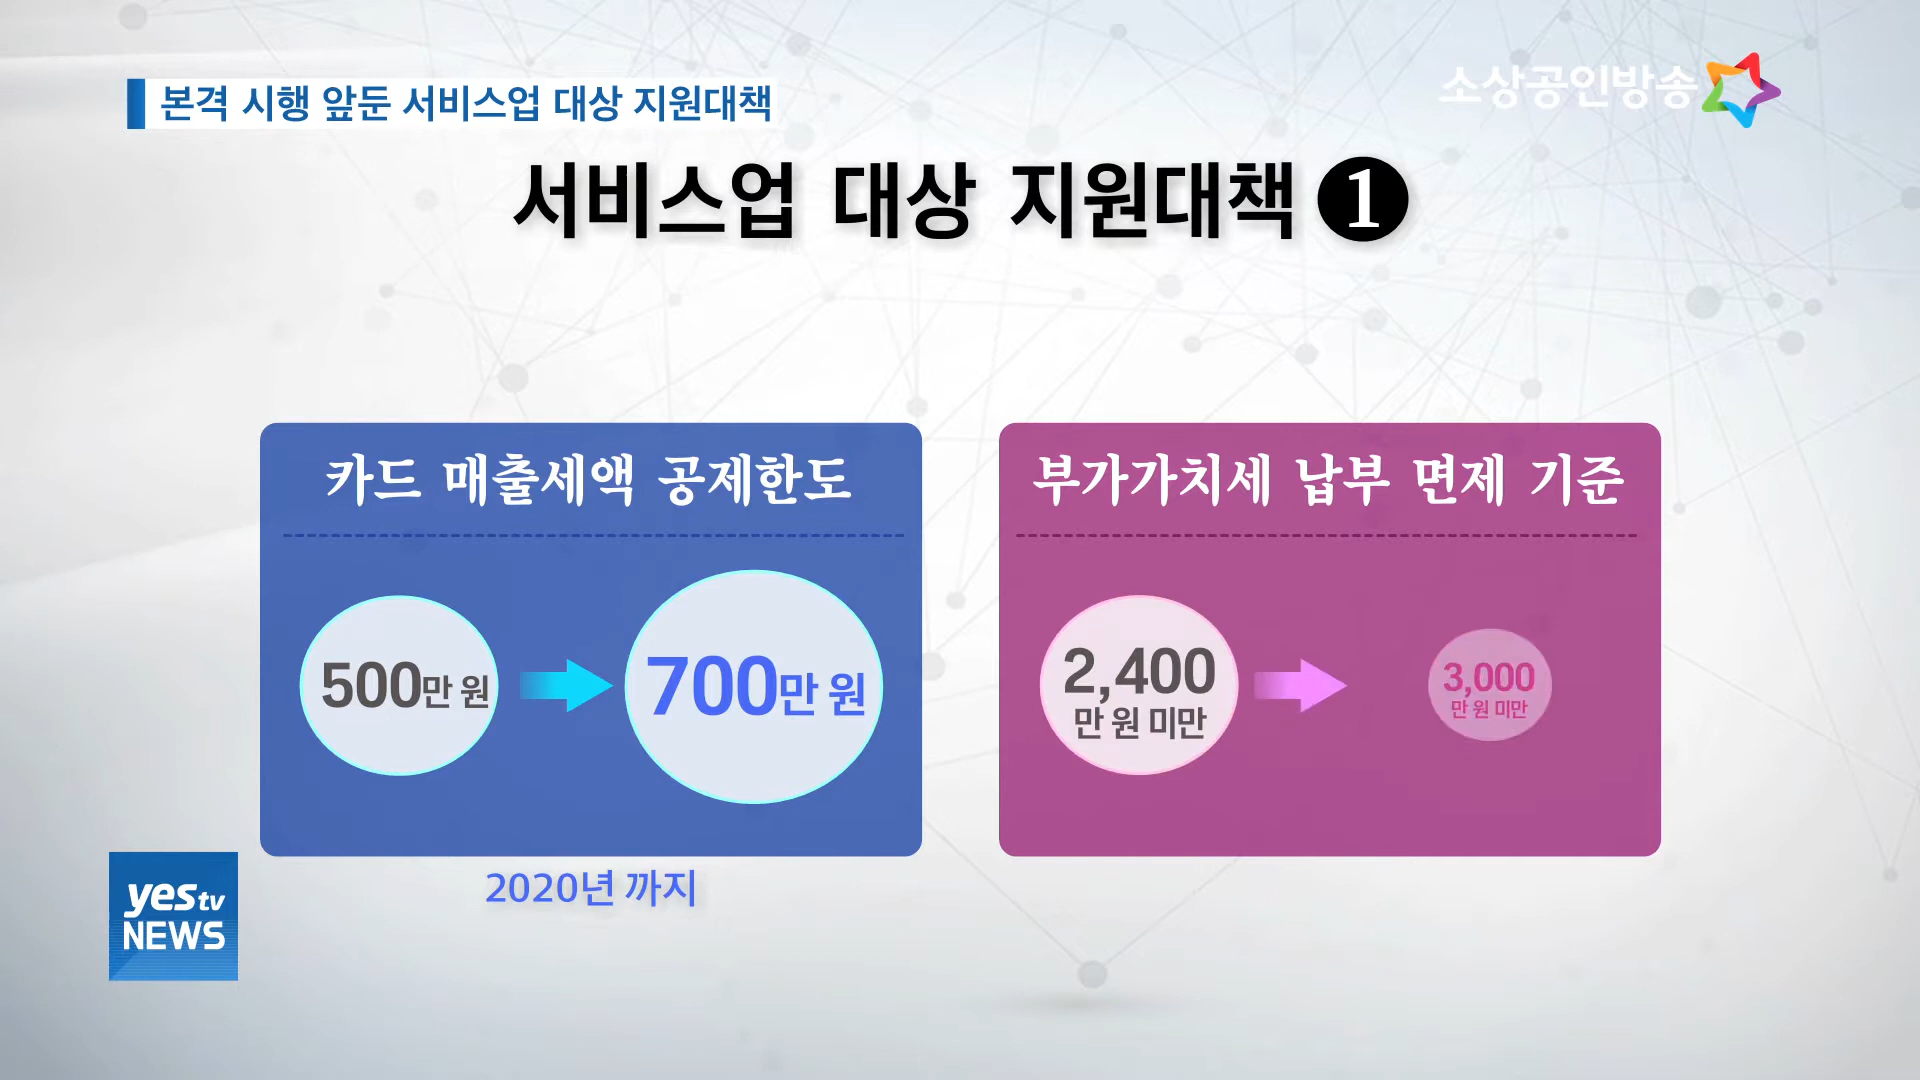 본격 시행 앞둔 서비스업 대상 지원대책
소상공인방송
서비스업 대상 지원대책 ❶
카드 매출세액 공제한도
500만 원
700만 원
2020년 까지
부가가치세 납부 면제 기준
2,400
만 원 미만
3,000
만 원 미만
yes tv
NEWS